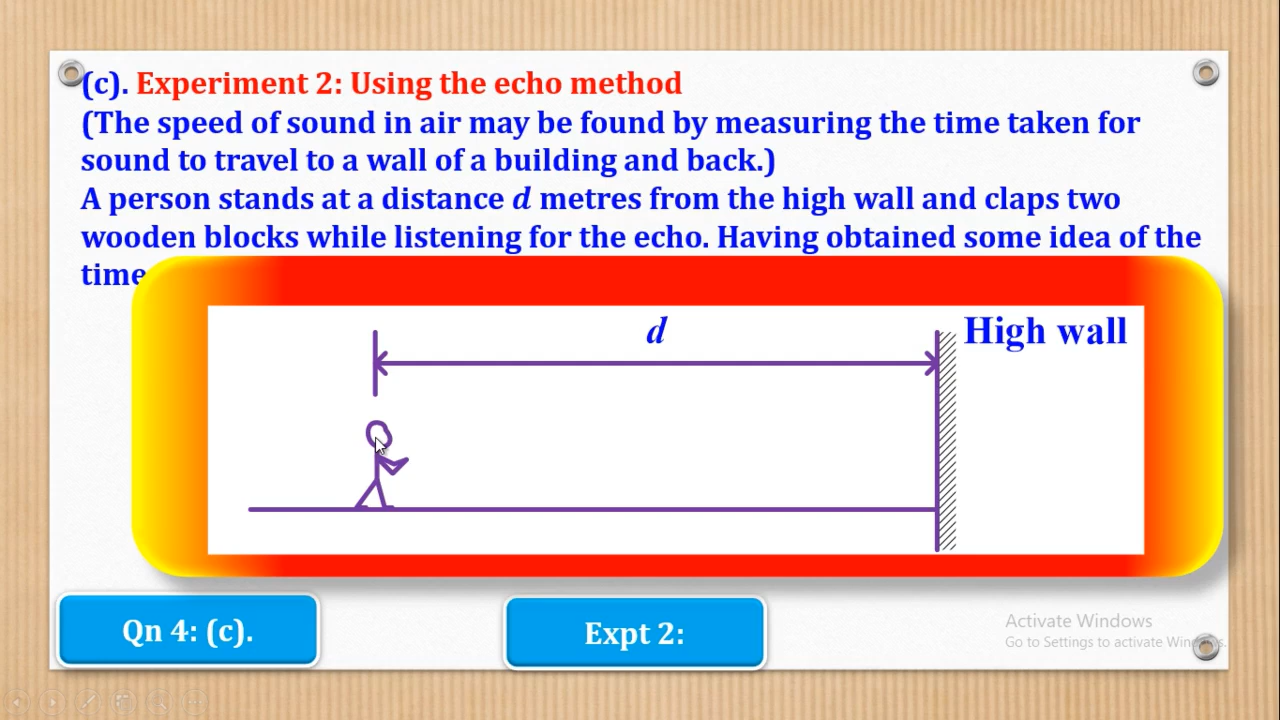 (c). Experiment 2: Using the echo method
(The speed of sound in air may be found by measuring the time taken for
sound to travel to a wall of a building and back.)
A person stands at a distance d metres from the high wall and claps two
wooden blocks while listening for the echo. Having obtained some idea of the
time
d
High wall
Qn 4: (c).
Expt 2:
Activate Windows
Go to Settings to activate Windows.